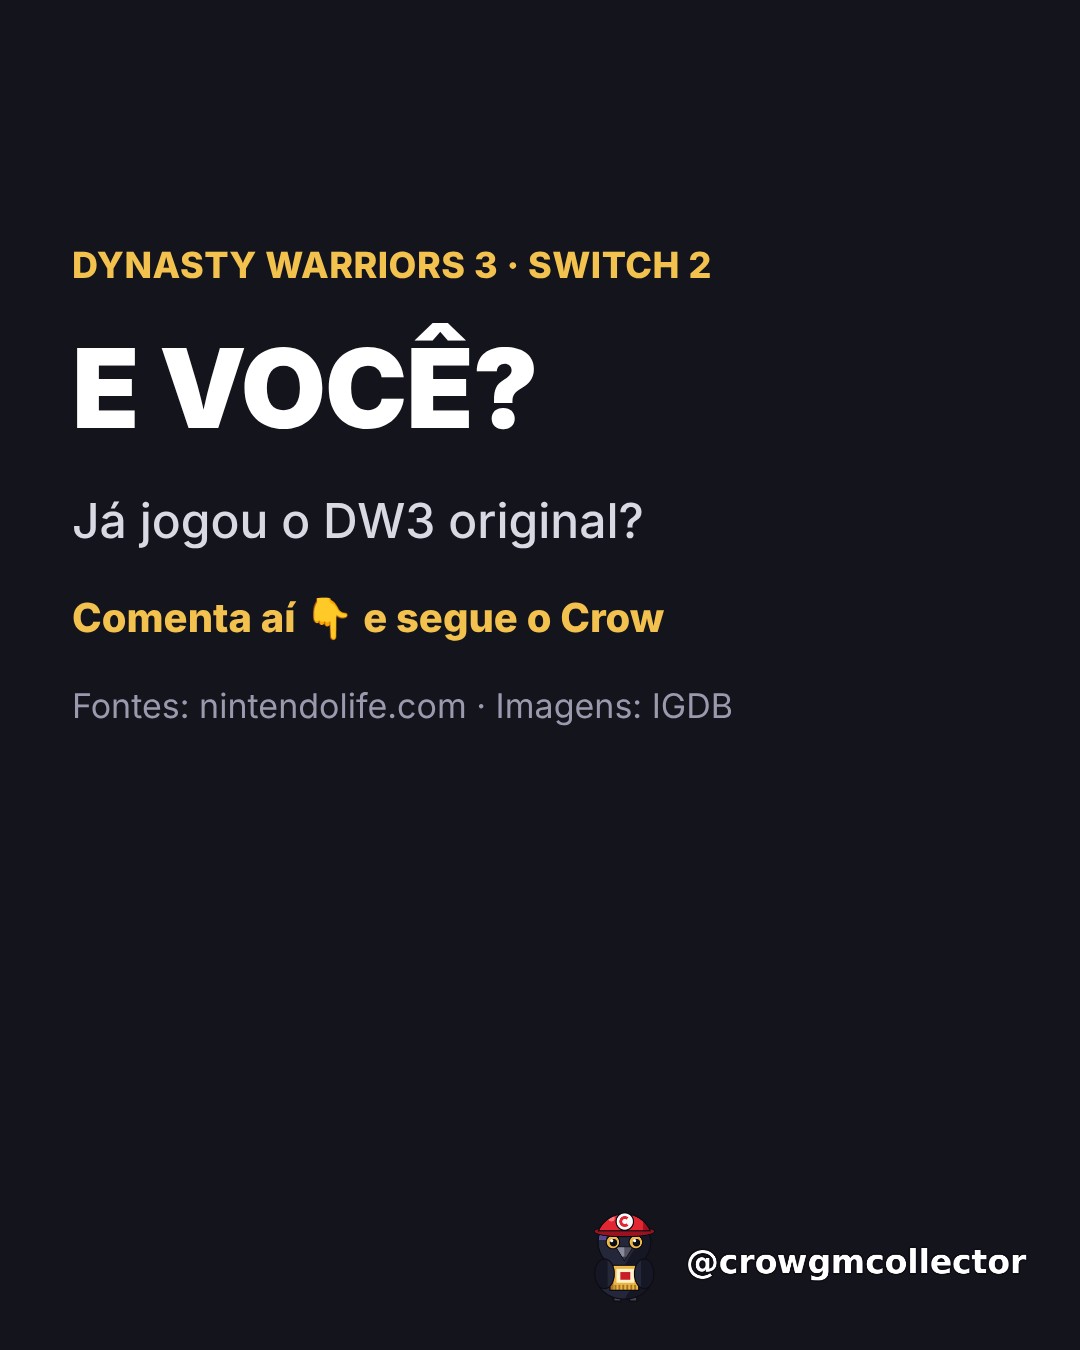 DYNASTY WARRIORS 3 · SWITCH 2
E VOCÊ?
Já jogou o DW3 original?
Comenta aí 👇 e segue o Crow
Fontes: nintendolife.com · Imagens: IGDB
C
@crowgmcollector